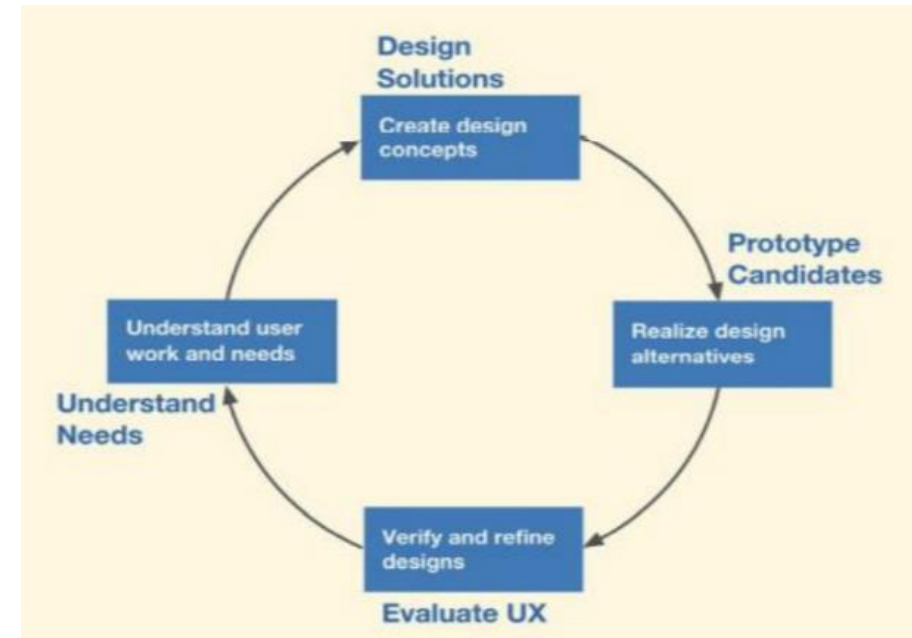 Design
Solutions
Create design
concepts
Prototype
Candidates
Realize design
alternatives
Understand user
work and needs
Understand
Needs
Verify and refine
designs
Evaluate UX